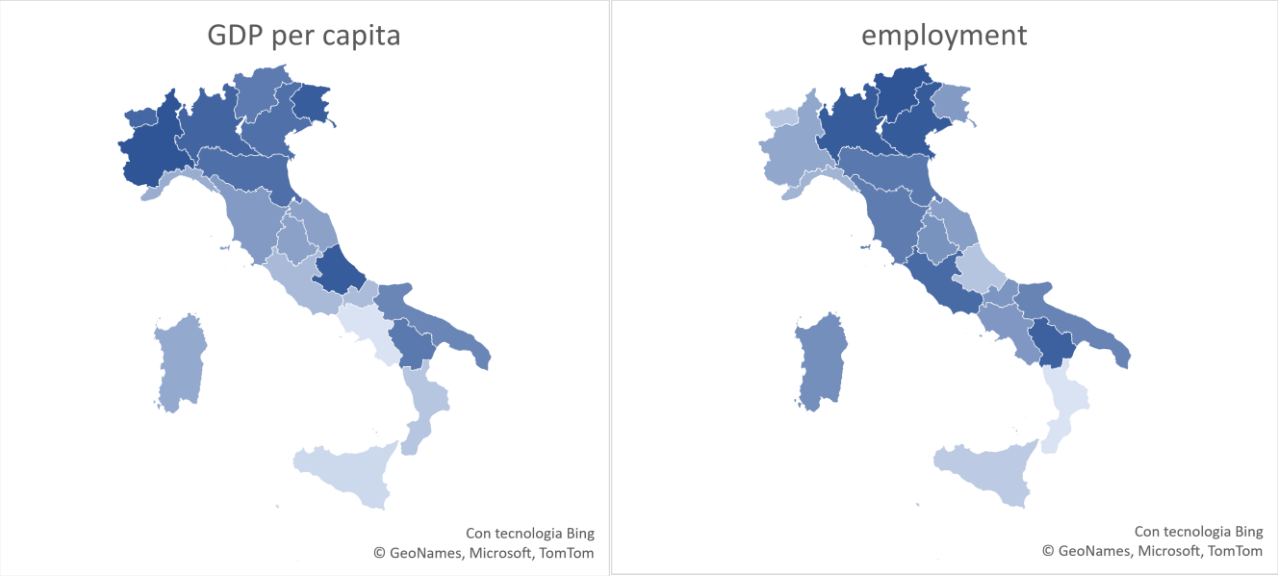 GDP per capita
employment
Con tecnologia Bing
© GeoNames, Microsoft, TomTom
Con tecnologia Bing
© GeoNames, Microsoft, TomTom